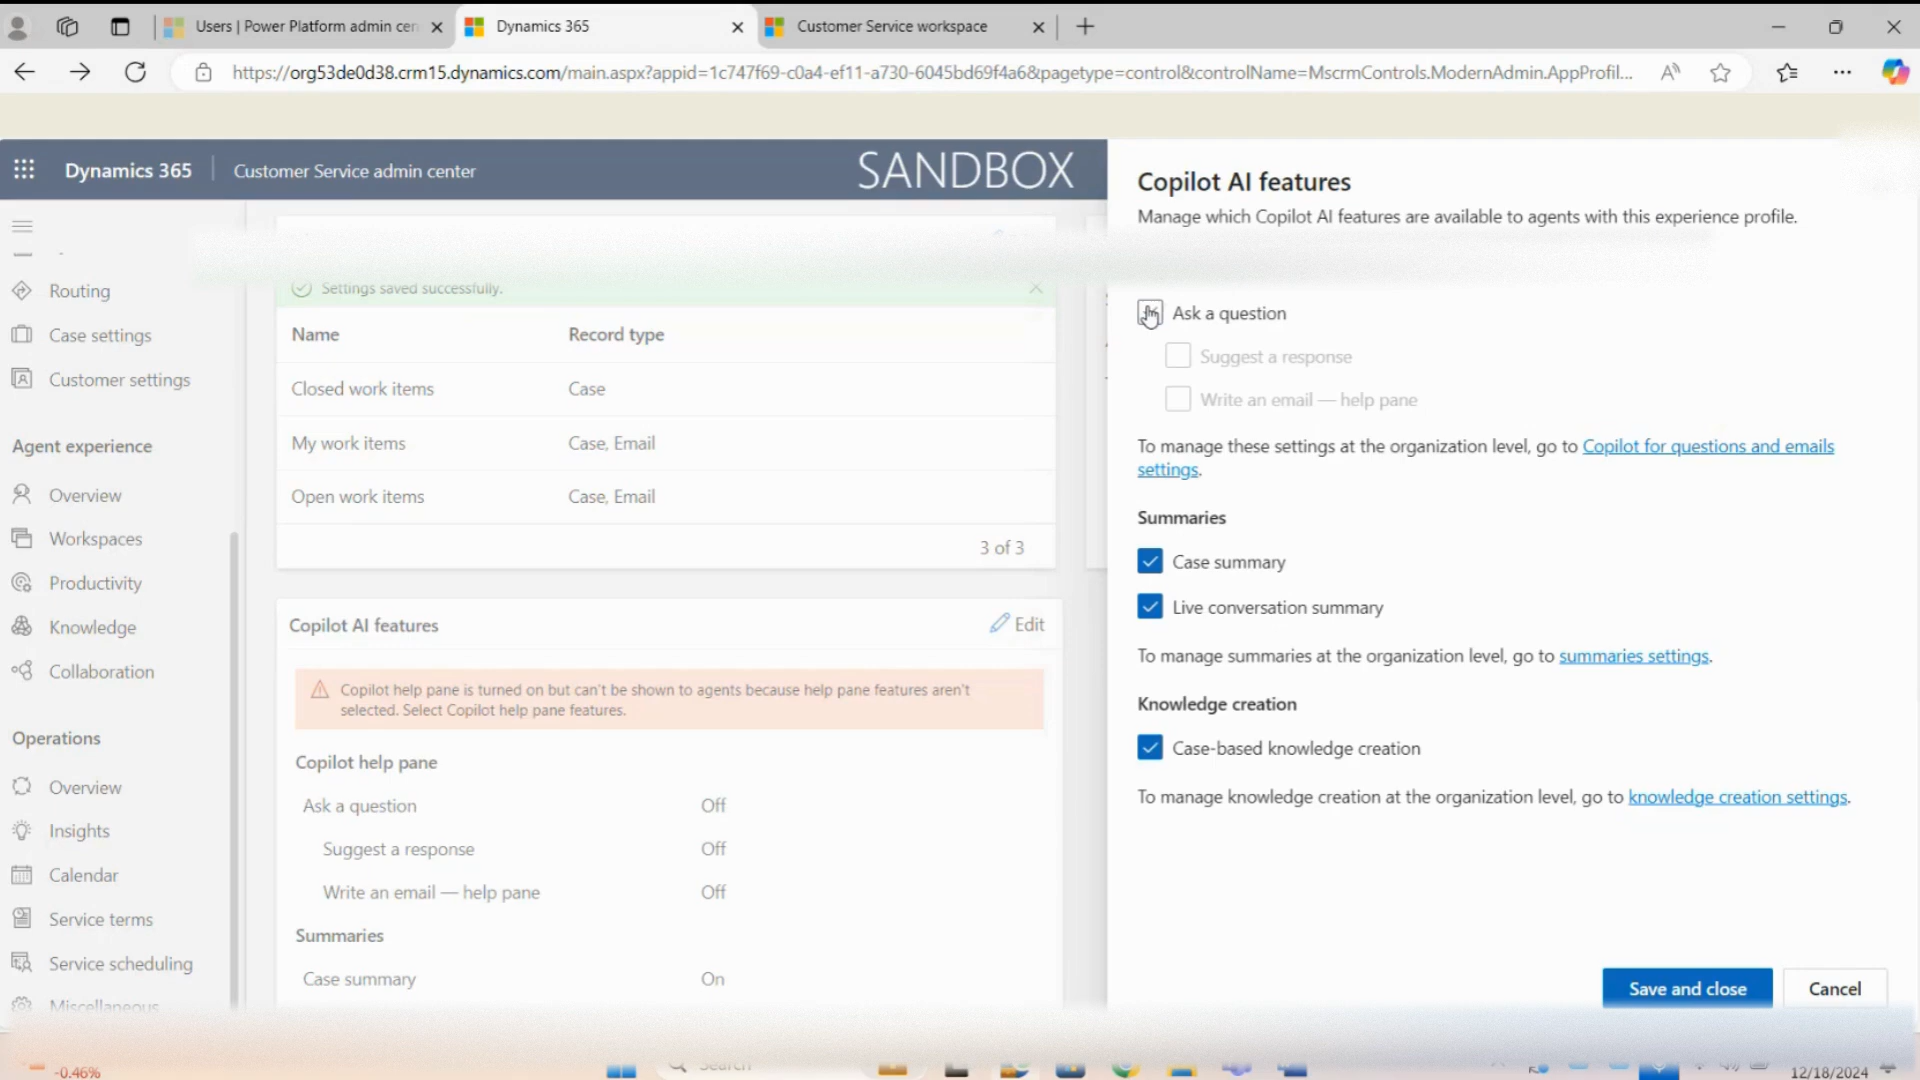 Users | Power Platform admin cen
Dynamics 365
Customer Service workspace
https://org53de0d38.crm15.dynamics.com/main.aspx?appid=1c747f69-c0a4-ef11-a730-6045bd69f4a6&pagetype=control&controlName=MscrmControls.ModernAdmin.AppProfil...
Dynamics 365
Customer Service admin center
SANDBOX
Routing
Case settings
Customer settings
Agent experience
Overview
Workspaces
Productivity
Knowledge
Collaboration
Operations
Overview
Insights
Calendar
Service terms
Service scheduling
Miscellaneous
Settings saved successfully.
Name Record type
Closed work items Case
My work items Case, Email
Open work items Case, Email
3 of 3
Copilot AI features
Edit
Copilot help pane is turned on but can't be shown to agents because help pane features aren't
selected. Select Copilot help pane features.
Copilot help pane
Ask a question Off
Suggest a response Off
Write an email — help pane Off
Summaries
Case summary On
Copilot AI features
Manage which Copilot AI features are available to agents with this experience profile.
Ask a question
Suggest a response
Write an email — help pane
To manage these settings at the organization level, go to Copilot for questions and emails
settings.
Summaries
Case summary
Live conversation summary
To manage summaries at the organization level, go to summaries settings.
Knowledge creation
Case-based knowledge creation
To manage knowledge creation at the organization level, go to knowledge creation settings.
Save and close
Cancel
-0.46%
Search
12/18/2024